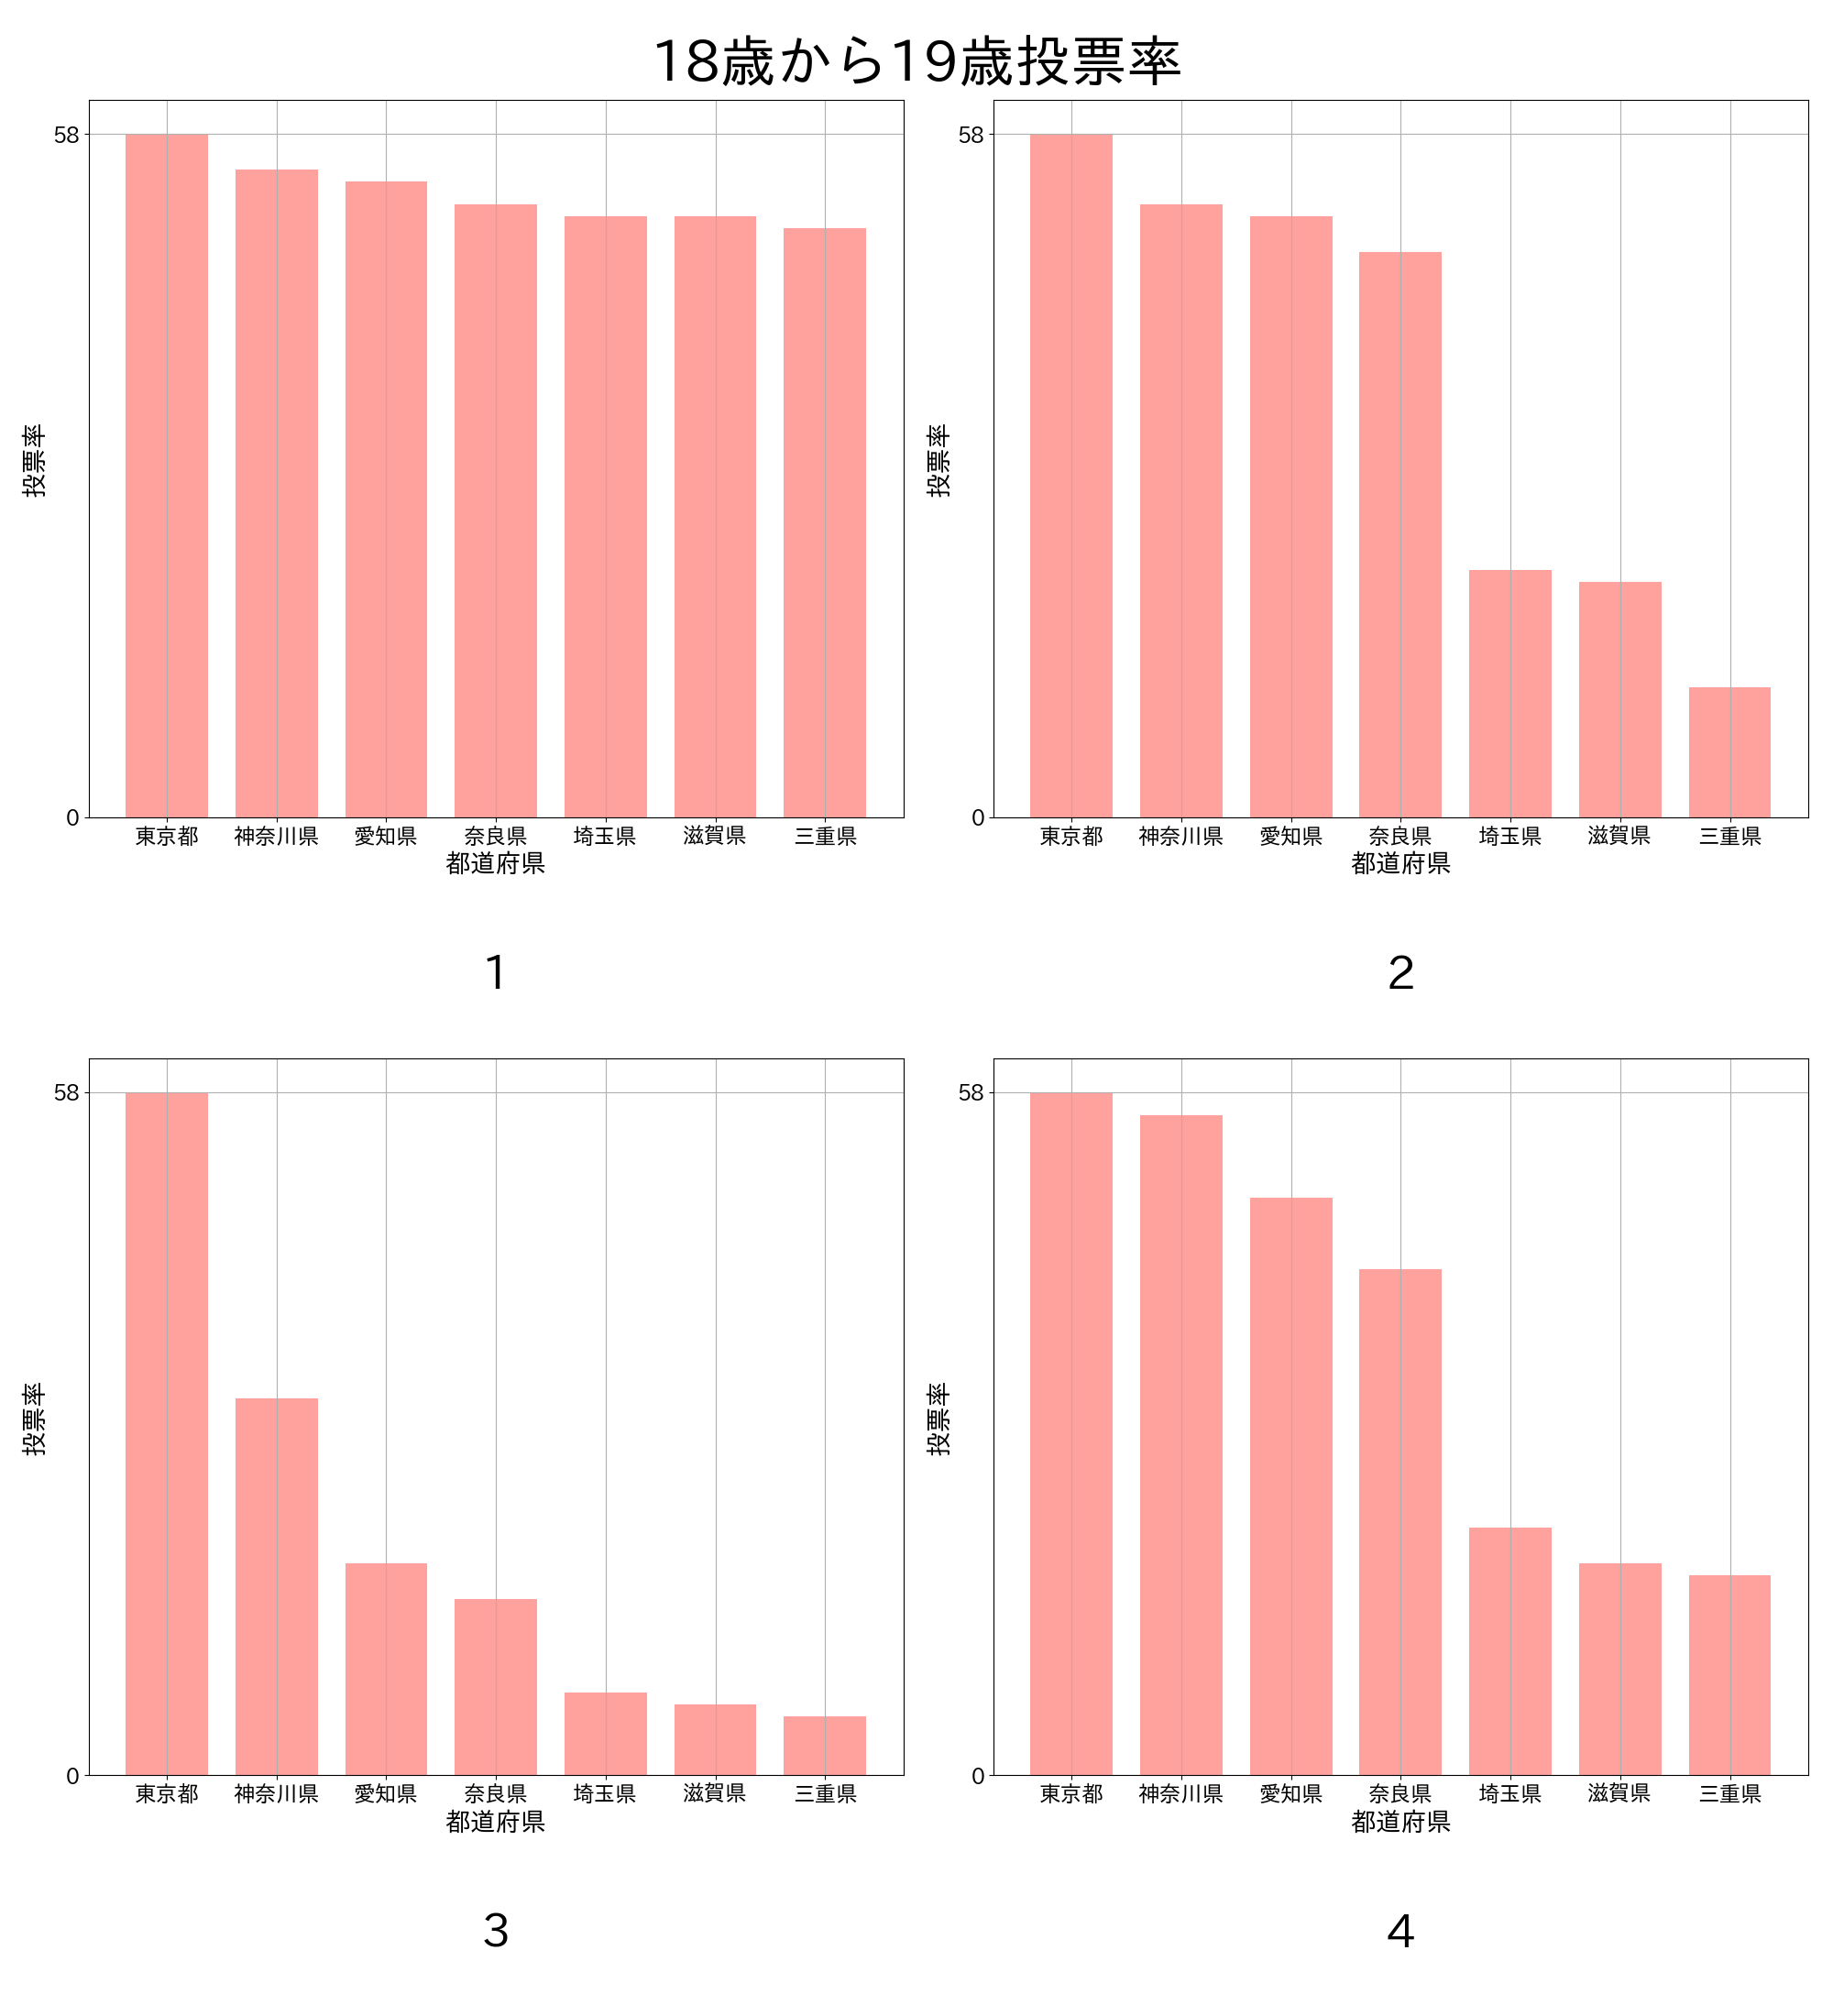 18歳から19歳投票率
58
0
投票率
東京都 神奈川県 愛知県 奈良県 埼玉県 滋賀県 三重県
都道府県
1
58
0
投票率
東京都 神奈川県 愛知県 奈良県 埼玉県 滋賀県 三重県
都道府県
2
58
0
投票率
東京都 神奈川県 愛知県 奈良県 埼玉県 滋賀県 三重県
都道府県
3
58
0
投票率
東京都 神奈川県 愛知県 奈良県 埼玉県 滋賀県 三重県
都道府県
4